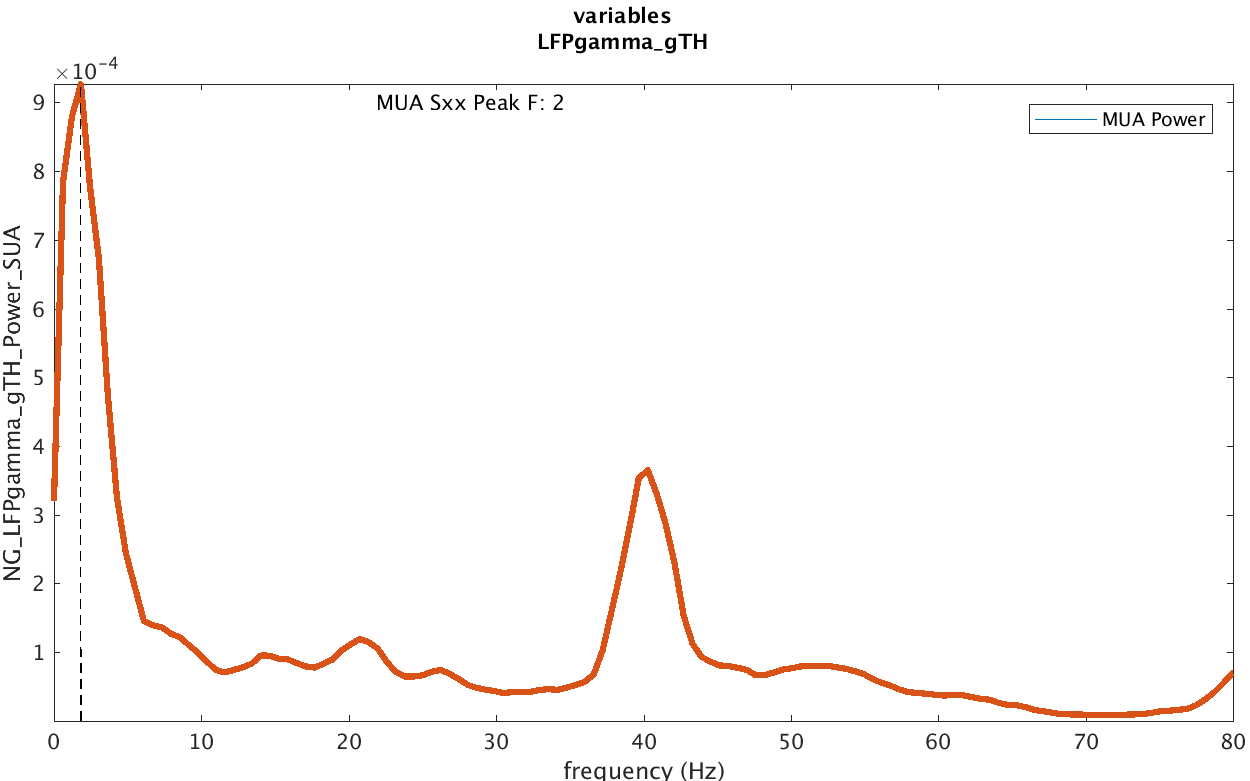 variables
LFPgamma_gTH
×10⁻⁴
MUA Sxx Peak F: 2
MUA Power
NG_LFPgamma_gTH_Power_SUA
9
8
7
6
5
4
3
2
1
0 10 20 30 40 50 60 70 80
frequency (Hz)